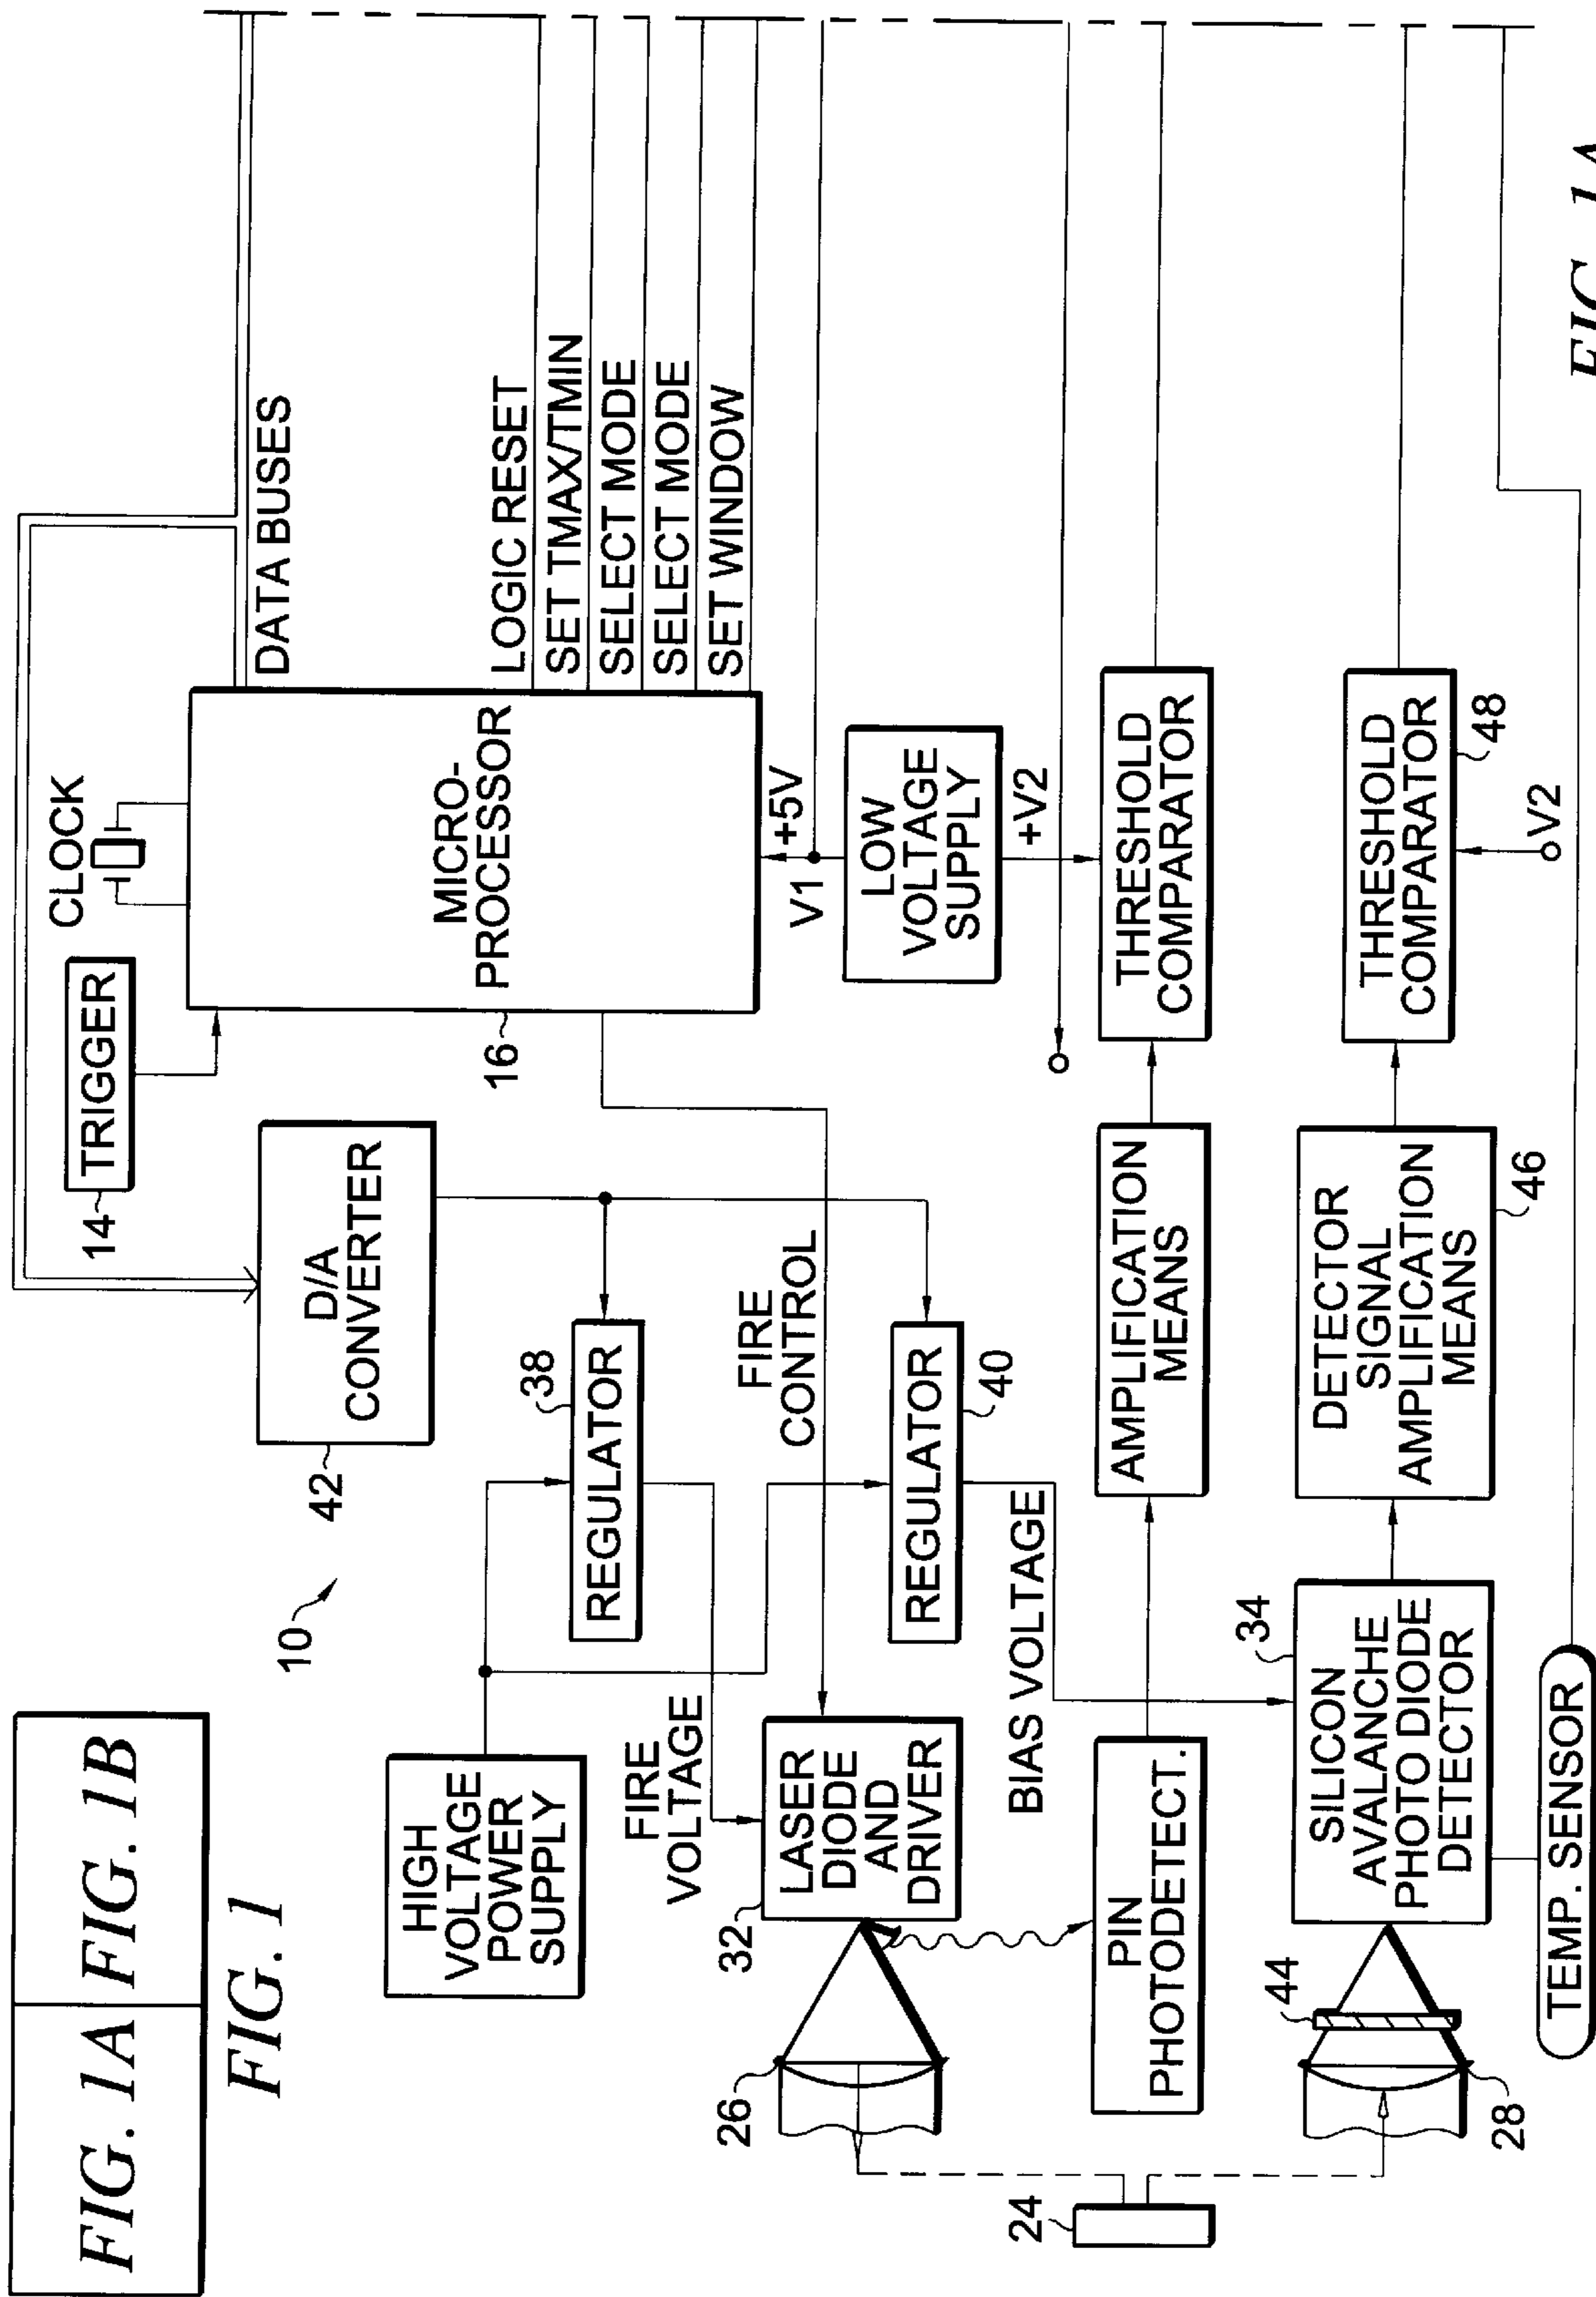 FIG. 1A
FIG. 1B
FIG. 1
10
HIGH
VOLTAGE
POWER
SUPPLY
42
D/A
CONVERTER
14
TRIGGER
CLOCK
MICRO-
PROCESSOR
16
DATA BUSES
LOGIC RESET
SET TMAX/TMIN
SELECT MODE
SELECT MODE
SET WINDOW
38
REGULATOR
FIRE
VOLTAGE
FIRE
CONTROL
REGULATOR
40
BIAS VOLTAGE
V1
+5V
LOW
VOLTAGE
SUPPLY
+V2
26
32
LASER
DIODE
AND
DRIVER
24
PIN
PHOTODETECT.
AMPLIFICATION
MEANS
THRESHOLD
COMPARATOR
28
44
34
SILICON
AVALANCHE
PHOTO DIODE
DETECTOR
DETECTOR
SIGNAL
AMPLIFICATION
MEANS
46
THRESHOLD
COMPARATOR
48
V2
TEMP. SENSOR
FIG. 1A